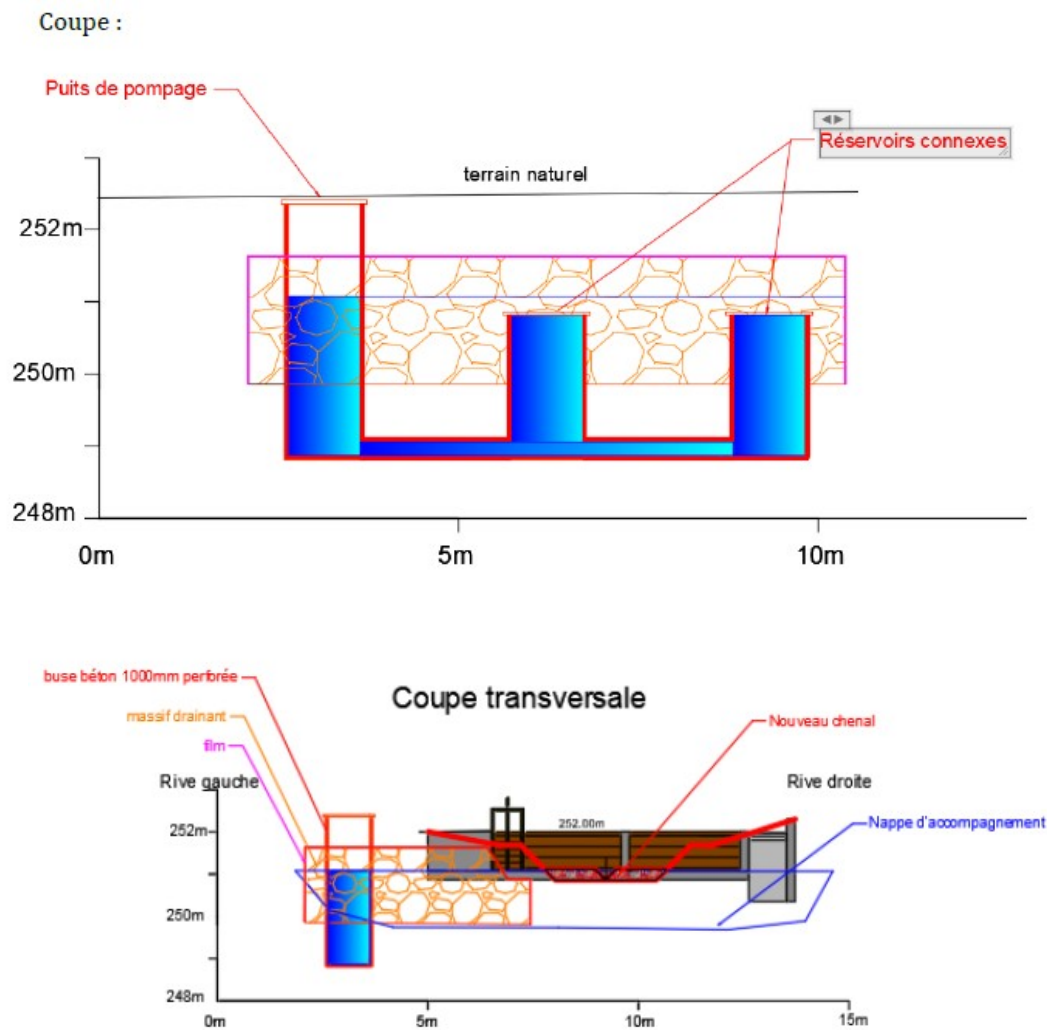 Coupe :
Puits de pompage
◄►
Réservoirs connexes
terrain naturel
252m
250m
248m
0m
5m
10m
buse béton 1000mm perforée
Coupe transversale
massif drainant
Nouveau chenal
film
Rive gauche
Rive droite
252m
252.00m
Nappe d'accompagnement
250m
248m
0m
5m
10m
15m